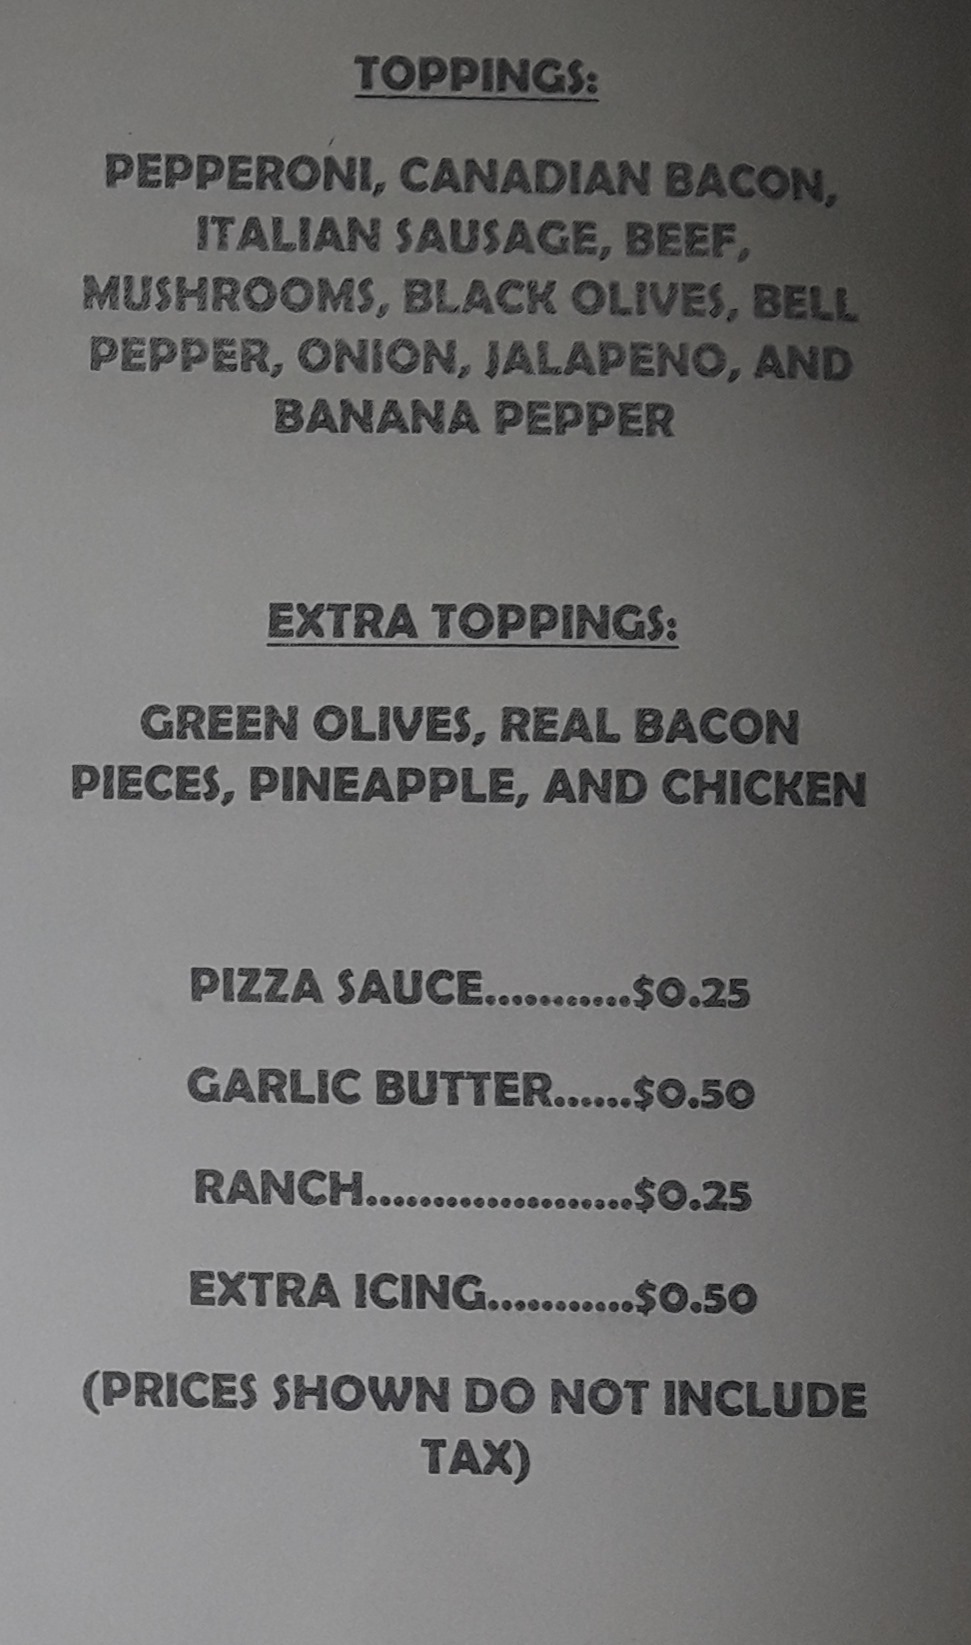 TOPPINGS:
PEPPERONI, CANADIAN BACON,
ITALIAN SAUSAGE, BEEF,
MUSHROOMS, BLACK OLIVES, BELL
PEPPER, ONION, JALAPENO, AND
BANANA PEPPER
EXTRA TOPPINGS:
GREEN OLIVES, REAL BACON
PIECES, PINEAPPLE, AND CHICKEN
PIZZA SAUCE...........$0.25
GARLIC BUTTER......$0.50
RANCH....................$0.25
EXTRA ICING...........$0.50
(PRICES SHOWN DO NOT INCLUDE
TAX)